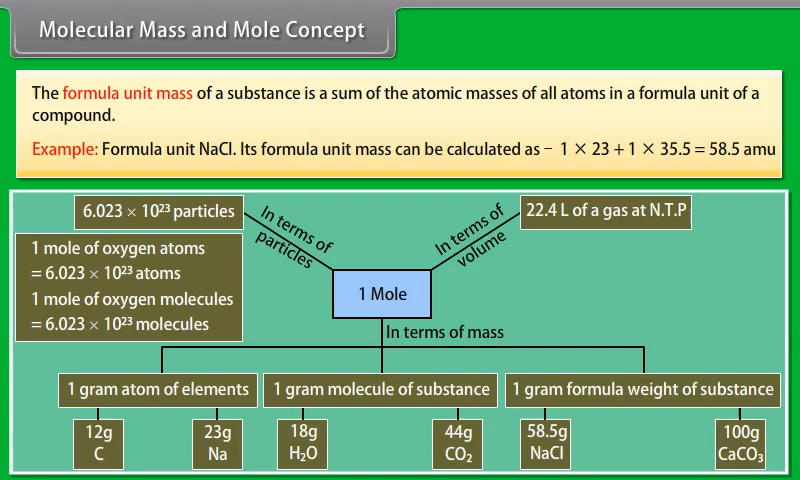 Molecular Mass and Mole Concept
The formula unit mass of a substance is a sum of the atomic masses of all atoms in a formula unit of a
compound.
Example: Formula unit NaCl. Its formula unit mass can be calculated as – 1 × 23 + 1 × 35.5 = 58.5 amu
6.023 × 10²³ particles
In terms of
particles
In terms of
volume
22.4 L of a gas at N.T.P
1 mole of oxygen atoms
= 6.023 × 10²³ atoms
1 mole of oxygen molecules
= 6.023 × 10²³ molecules
1 Mole
In terms of mass
1 gram atom of elements
1 gram molecule of substance
1 gram formula weight of substance
12g
C
23g
Na
18g
H₂O
44g
CO₂
58.5g
NaCl
100g
CaCO₃